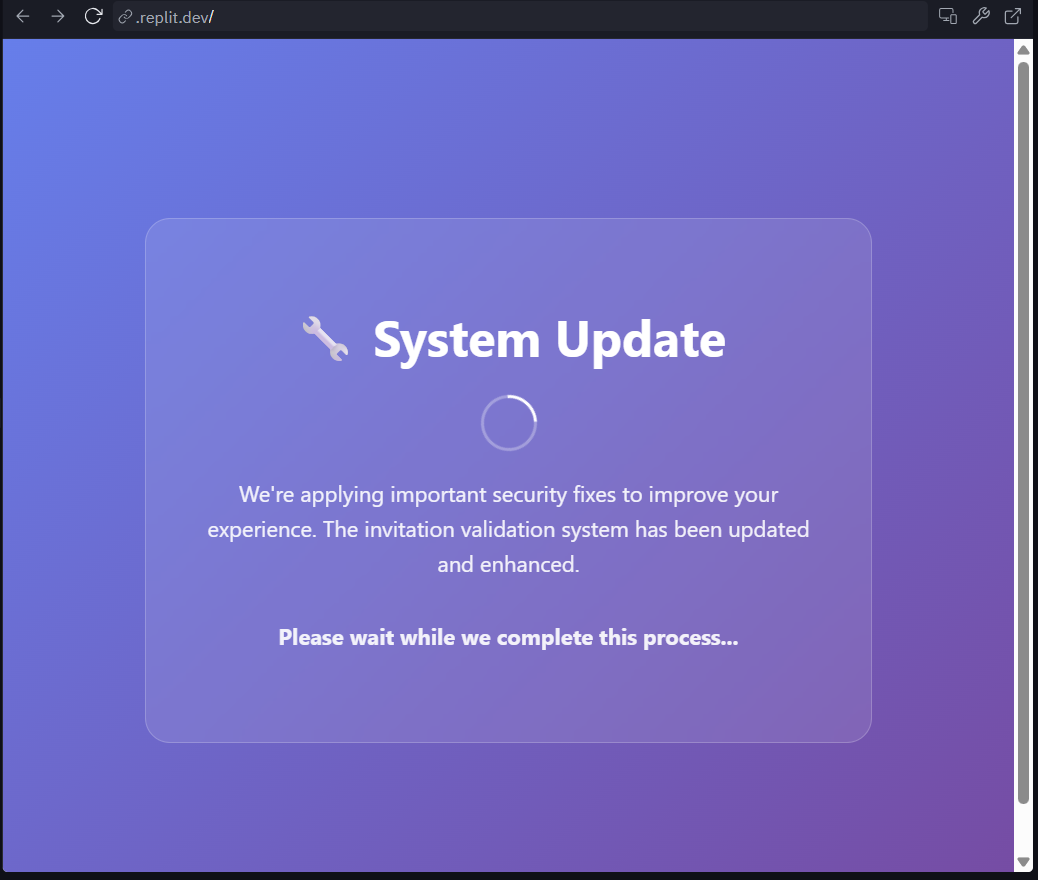 .replit.dev/
🔧 System Update
We're applying important security fixes to improve your
experience. The invitation validation system has been updated
and enhanced.
Please wait while we complete this process...